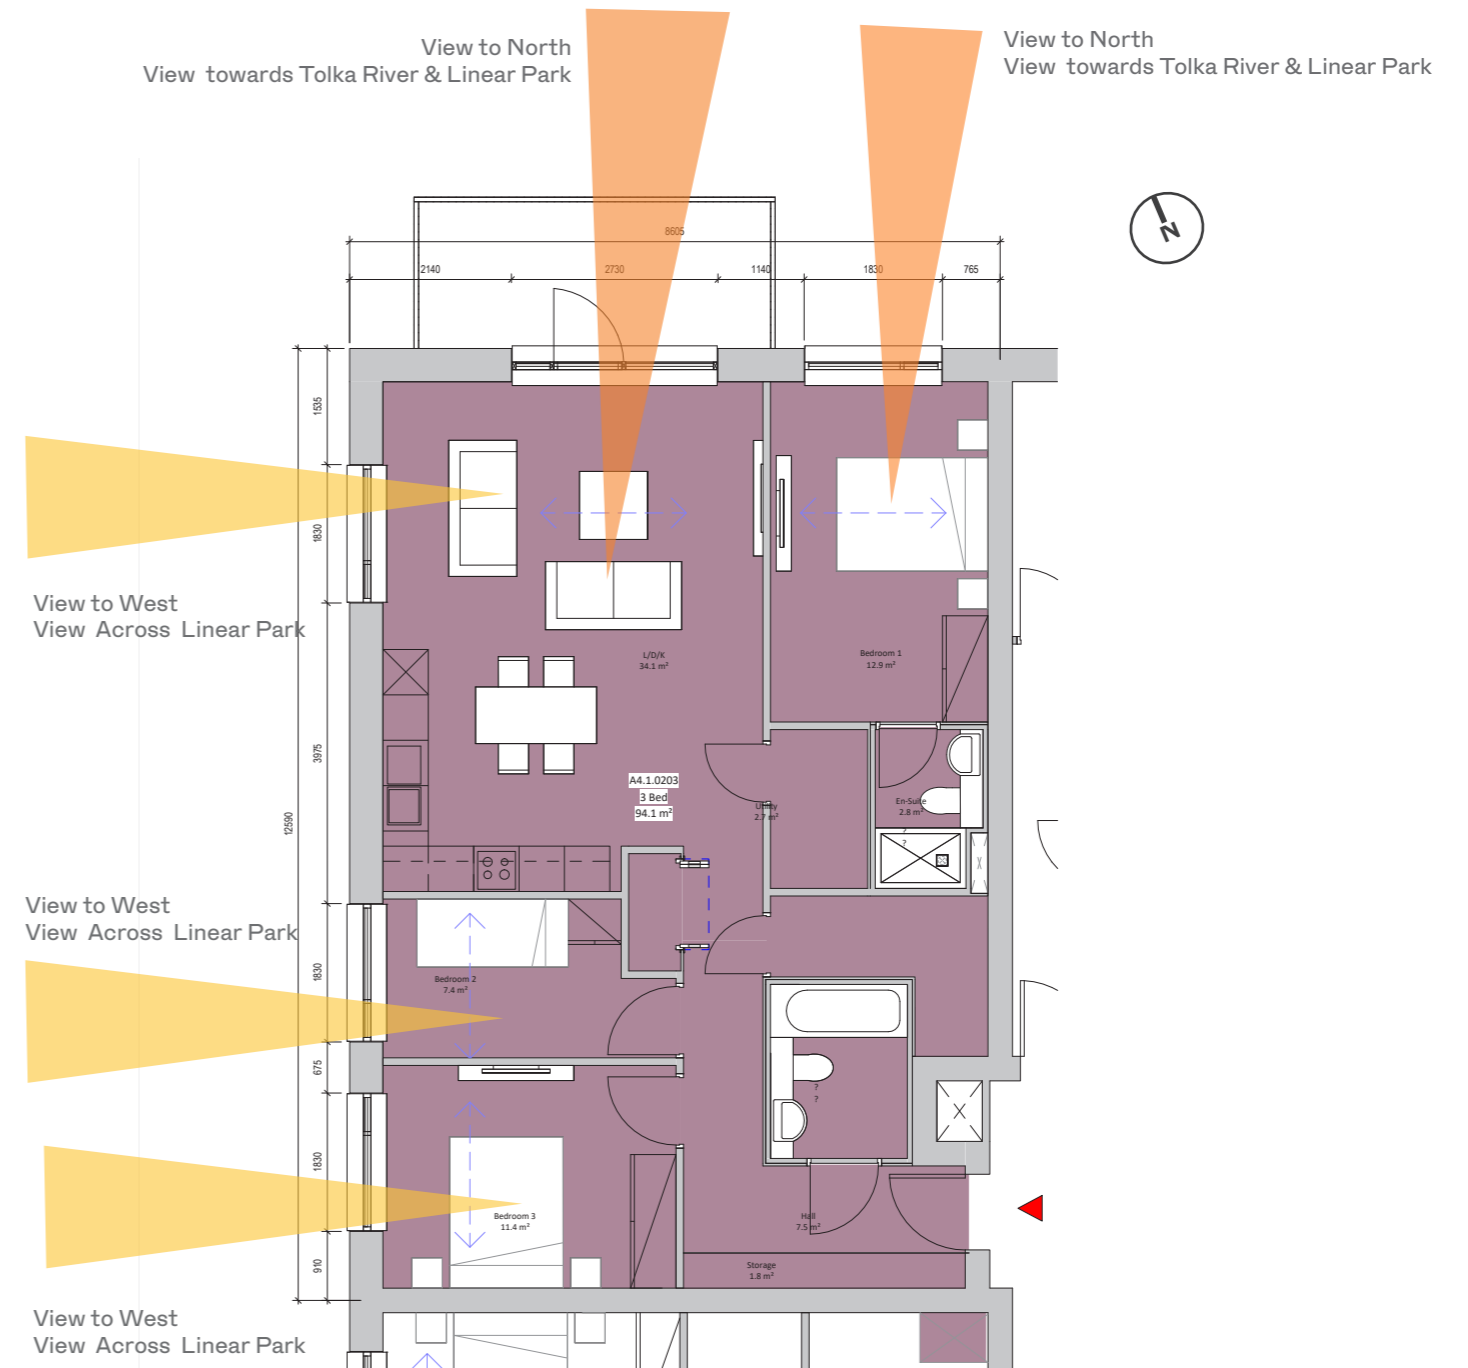 View to North
View towards Tolka River & Linear Park
View to North
View towards Tolka River & Linear Park
N
8605
2140
2730
1140
1830
765
1535
1830
3975
12590
1830
675
1830
910
View to West
View Across Linear Park
L/D/K
34.1 m²
Bedroom 1
12.9 m²
A4.1.0203
3 Bed
94.1 m²
Utility
2.7 m²
En-Suite
2.8 m²
?
?
View to West
View Across Linear Park
Bedroom 2
7.4 m²
?
?
Bedroom 3
11.4 m²
Hall
7.5 m²
Storage
1.8 m²
View to West
View Across Linear Park